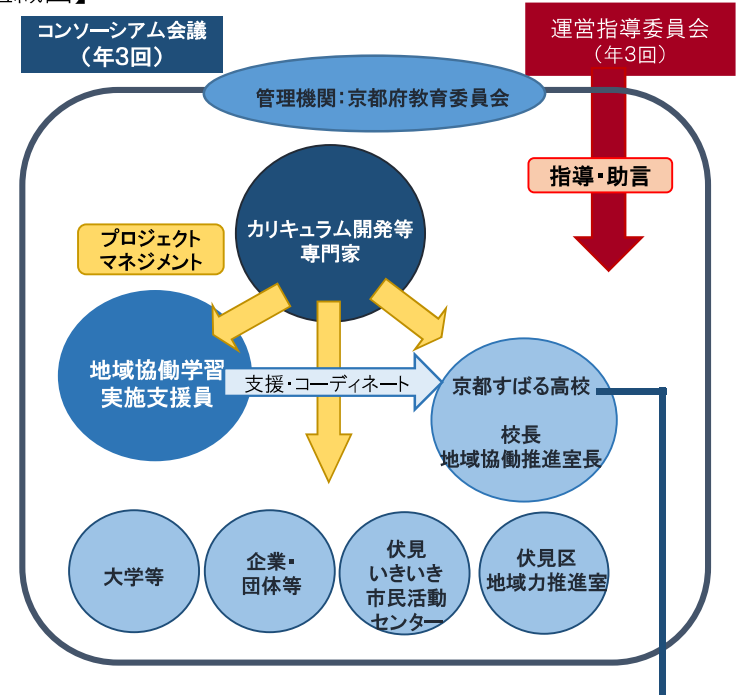 コンソーシアム会議
（年3回）
運営指導委員会
（年3回）
管理機関：京都府教育委員会
指導・助言
カリキュラム開発等
専門家
プロジェクト
マネジメント
地域協働学習
実施支援員
支援・コーディネート
京都すばる高校
校長
地域協働推進室長
大学等
企業・
団体等
伏見
いきいき
市民活動
センター
伏見区
地域力推進室